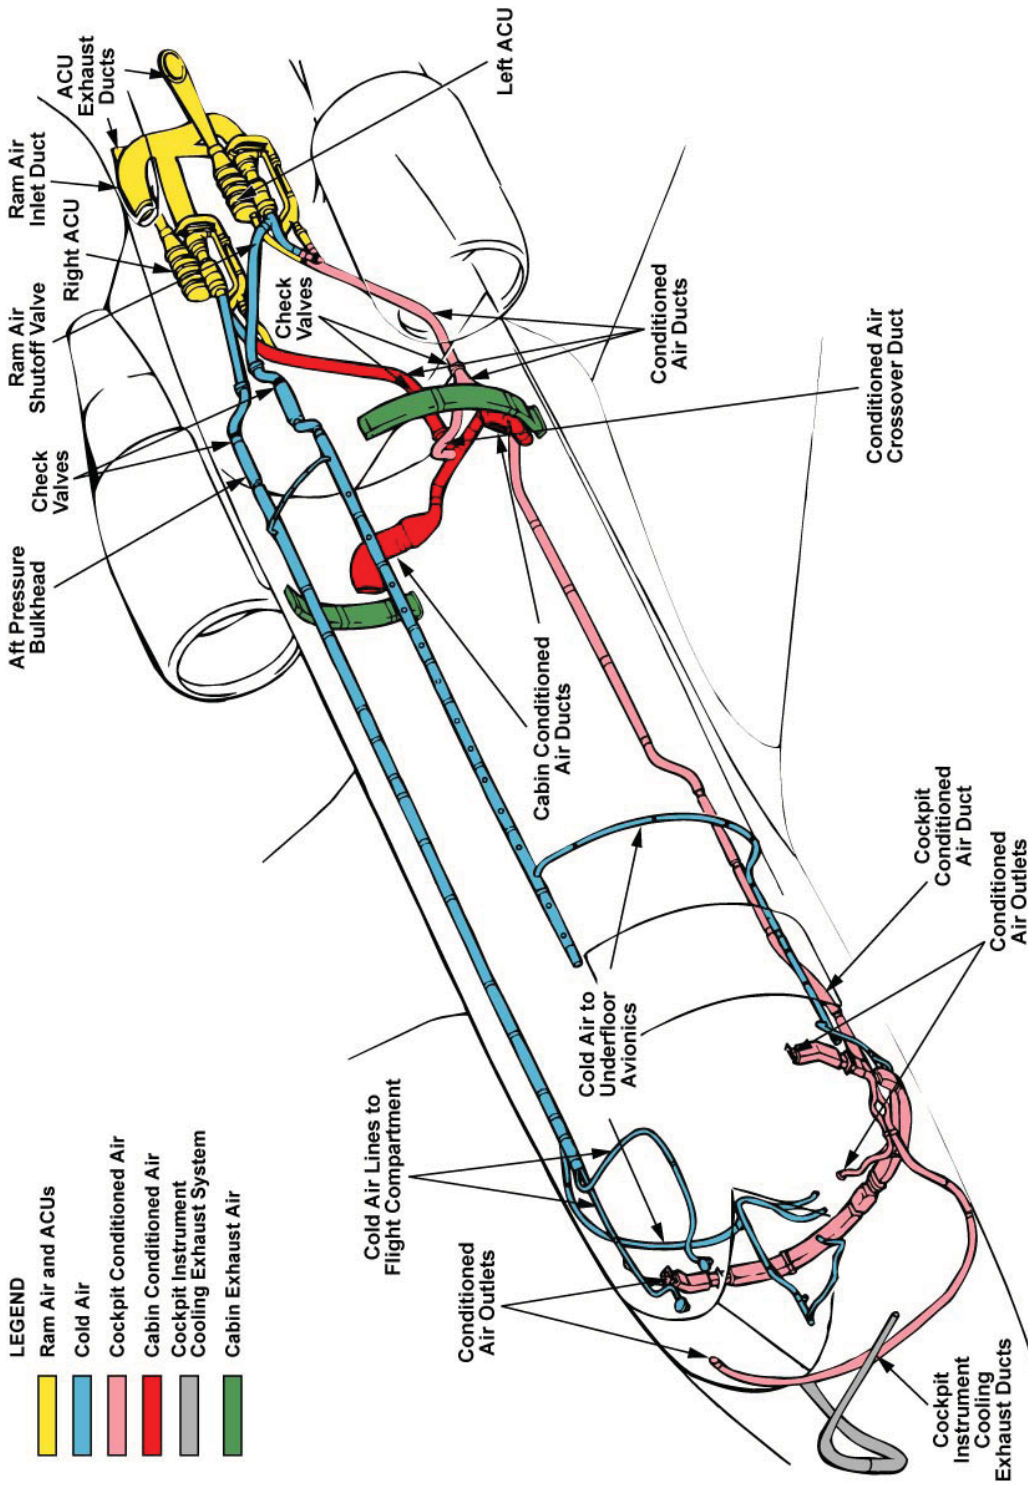 LEGEND
Ram Air and ACUs
Cold Air
Cockpit Conditioned Air
Cabin Conditioned Air
Cockpit Instrument
Cooling Exhaust System
Cabin Exhaust Air
Aft Pressure
Bulkhead
Check
Valves
Ram Air
Shutoff Valve
Right ACU
Ram Air
Inlet Duct
ACU
Exhaust
Ducts
Left ACU
Check
Valves
Conditioned
Air Ducts
Conditioned Air
Crossover Duct
Cabin Conditioned
Air Ducts
Cold Air Lines to
Flight Compartment
Cold Air to
Underfloor
Avionics
Cockpit
Conditioned
Air Duct
Conditioned
Air Outlets
Conditioned
Air Outlets
Cockpit
Instrument
Cooling
Exhaust Ducts